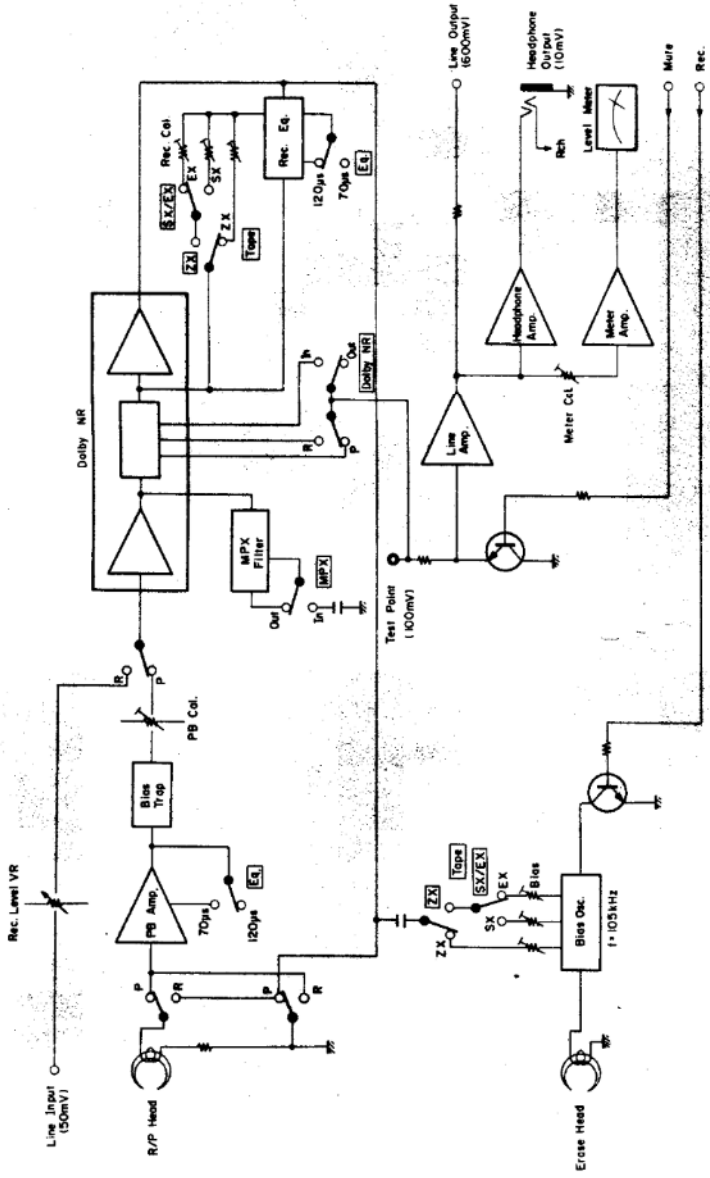 Line Input
(50mV)
Rec. Level VR
R/P Head
P
R
P
R
PB Amp.
70µs
120µs
Eq.
Bias
Trap
PB Cal.
R
P
Dolby NR
MPX
Filter
Out
In
MPX
R
P
In
Out
Dolby NR
ZX
SX/EX
EX
SX
ZX
Tape
Rec. Cal.
Rec. Eq.
120µs
70µs
Eq.
Test Point
(100mV)
Line
Amp.
Line Output
(600mV)
Headphone
Amp.
Headphone
Output
(10mV)
Rch
Meter Cal.
Meter
Amp.
Level Meter
Mute
Rec.
Erase Head
Bias Osc.
f=105kHz
ZX
SX
EX
ZX
Tape
SX/EX
Bias